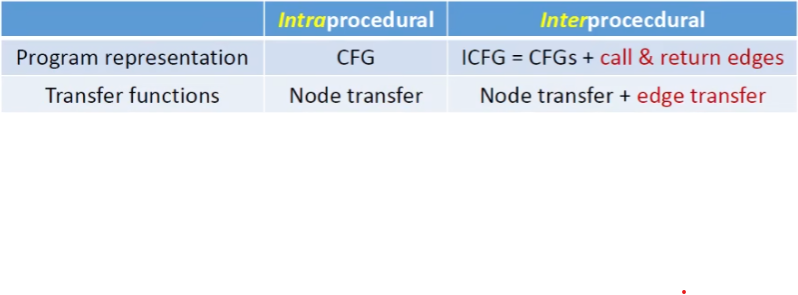 Intraprocedural Interprocecdural
Program representation CFG ICFG = CFGs + call & return edges
Transfer functions Node transfer Node transfer + edge transfer